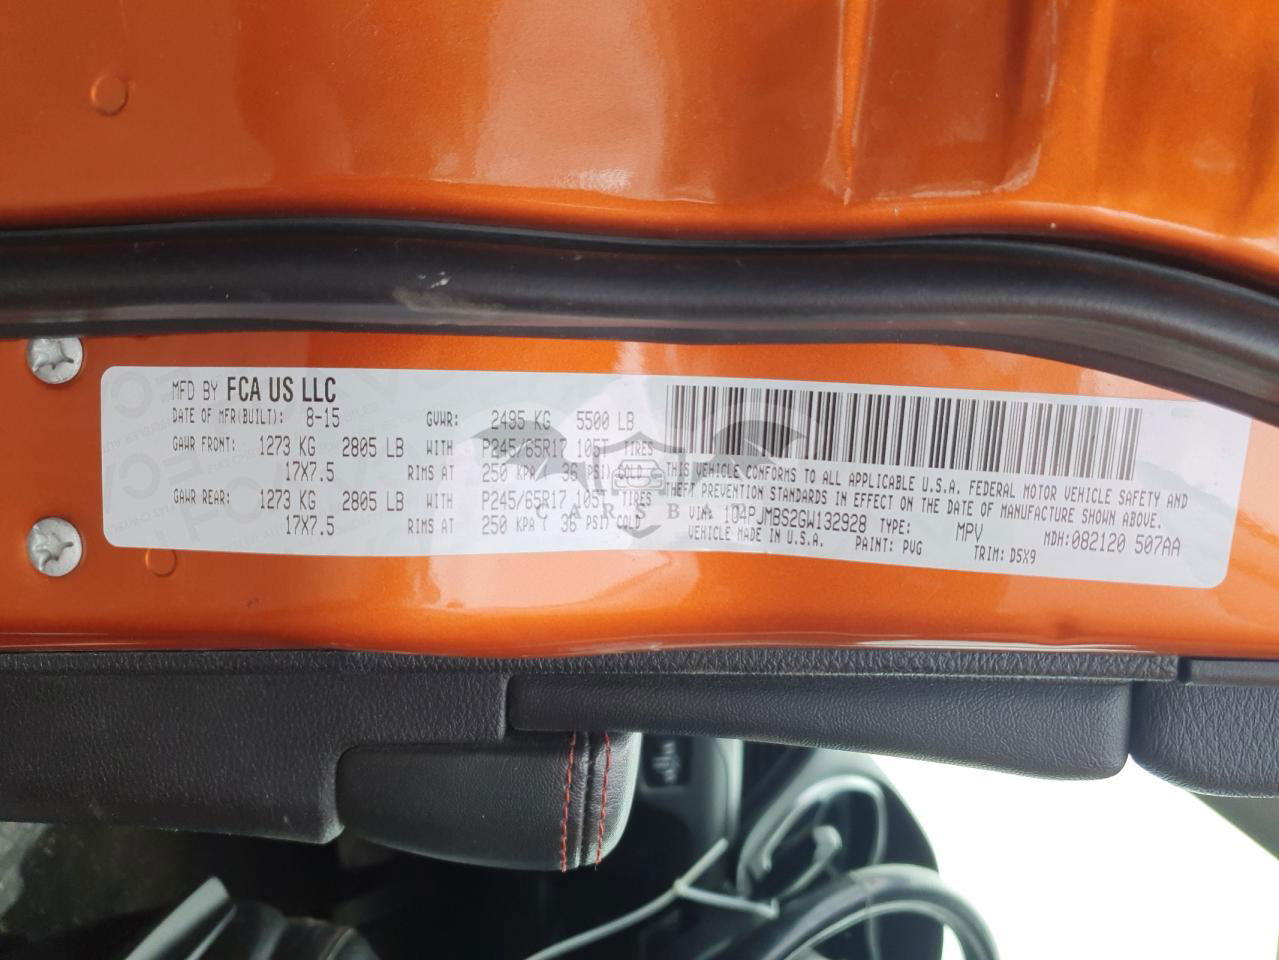 MFD BY FCA US LLC
DATE OF MFR(BUILT): 8-15 GVWR: 2495 KG 5500 LB
GAWR FRONT: 1273 KG 2805 LB WITH P245/65R17 105T TIRES
17X7.5 RIMS AT 250 KPA ( 36 PSI) COLD
GAWR REAR: 1273 KG 2805 LB WITH P245/65R17 105T TIRES
17X7.5 RIMS AT 250 KPA ( 36 PSI) COLD
THIS VEHICLE CONFORMS TO ALL APPLICABLE U.S.A. FEDERAL MOTOR VEHICLE SAFETY AND
THEFT PREVENTION STANDARDS IN EFFECT ON THE DATE OF MANUFACTURE SHOWN ABOVE.
VIN: 1C4PJMBS2GW132928 TYPE: MPV MDH:082120 507AA
VEHICLE MADE IN U.S.A. PAINT: PVG TRIM: D5X9
CARSBA